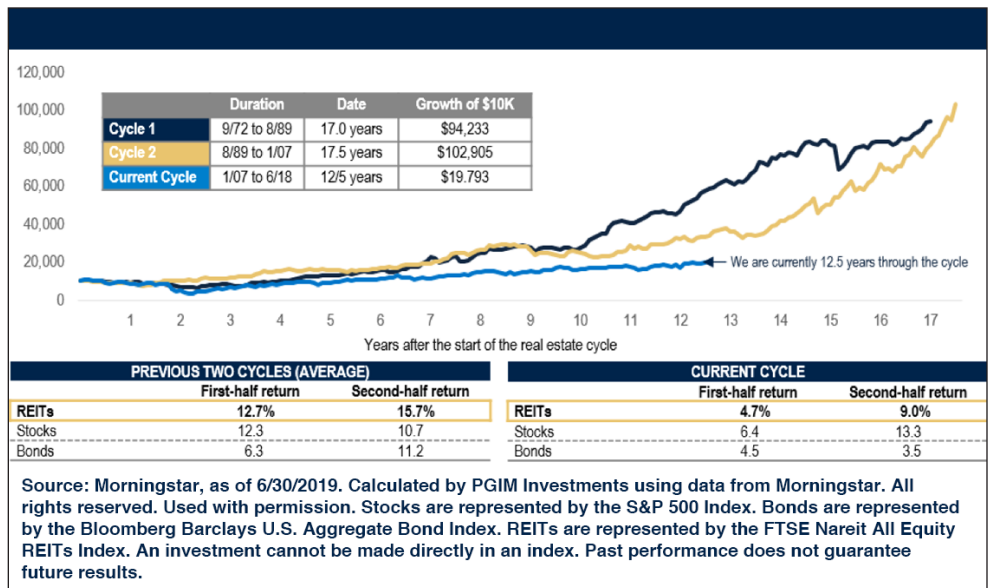 120,000
100,000
80,000
60,000
40,000
20,000
0
Duration Date Growth of $10K
Cycle 1 9/72 to 8/89 17.0 years $94,233
Cycle 2 8/89 to 1/07 17.5 years $102,905
Current Cycle 1/07 to 6/18 12/5 years $19.793
We are currently 12.5 years through the cycle
1 2 3 4 5 6 7 8 9 10 11 12 13 14 15 16 17
Years after the start of the real estate cycle
PREVIOUS TWO CYCLES (AVERAGE)
First-half return Second-half return
REITs 12.7% 15.7%
Stocks 12.3 10.7
Bonds 6.3 11.2
CURRENT CYCLE
First-half return Second-half return
REITs 4.7% 9.0%
Stocks 6.4 13.3
Bonds 4.5 3.5
Source: Morningstar, as of 6/30/2019. Calculated by PGIM Investments using data from Morningstar. All
rights reserved. Used with permission. Stocks are represented by the S&P 500 Index. Bonds are represented
by the Bloomberg Barclays U.S. Aggregate Bond Index. REITs are represented by the FTSE Nareit All Equity
REITs Index. An investment cannot be made directly in an index. Past performance does not guarantee
future results.